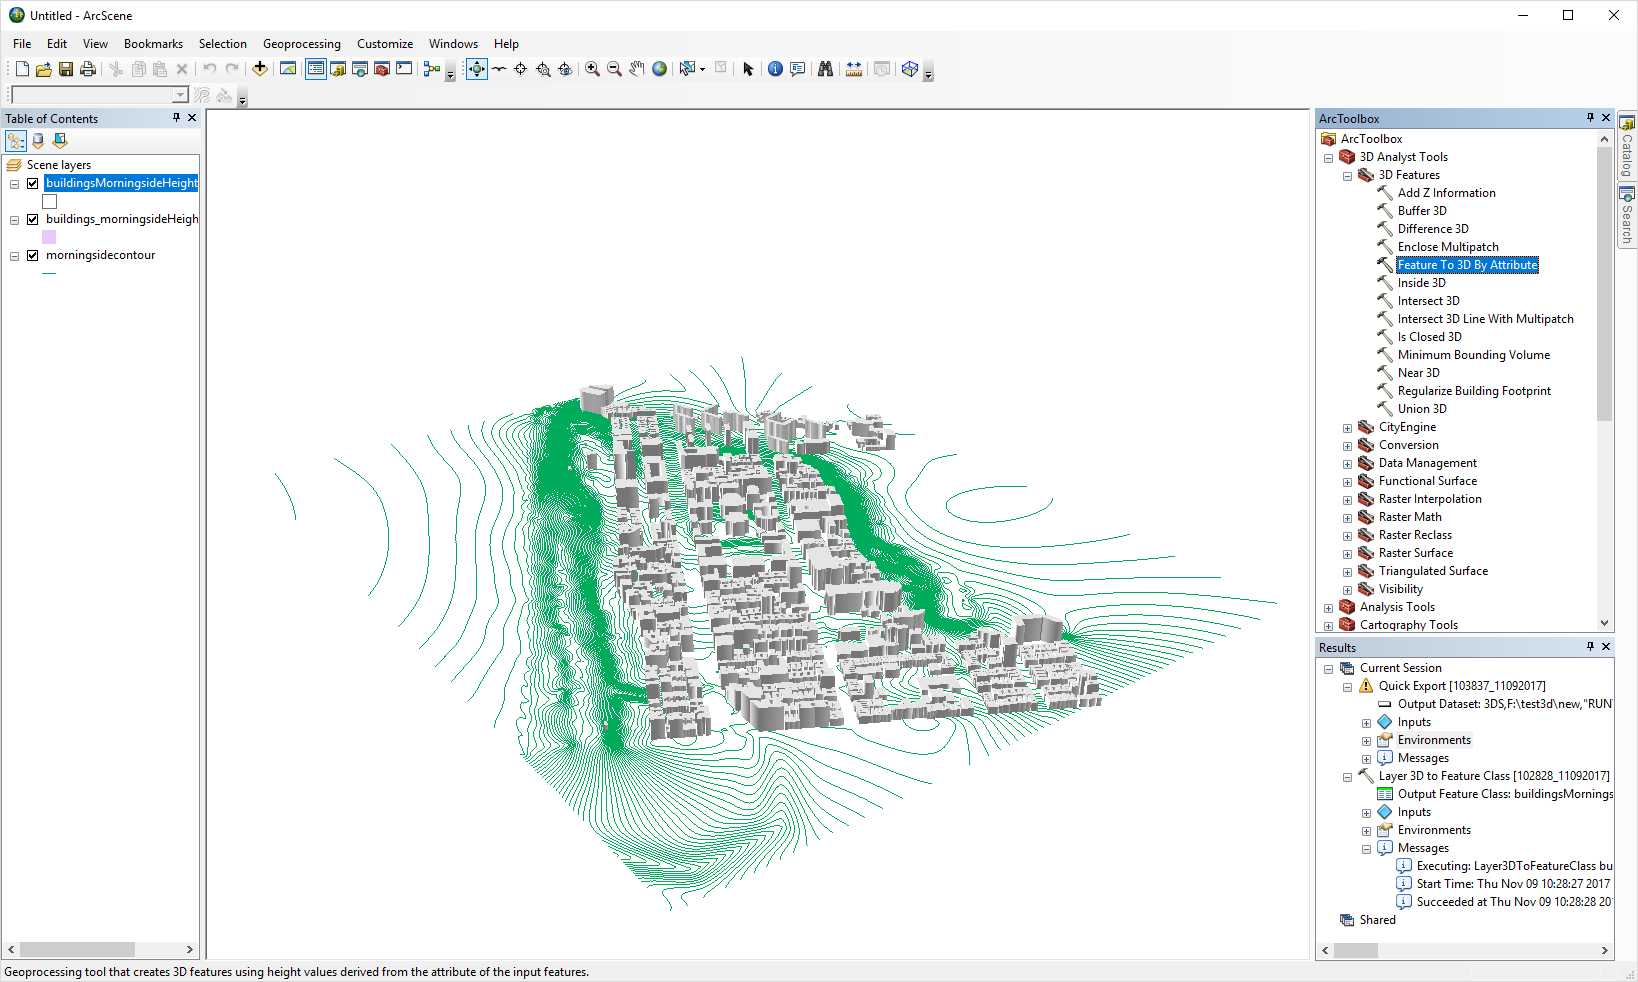 Untitled - ArcScene
File Edit View Bookmarks Selection Geoprocessing Customize Windows Help
Table of Contents
Scene layers
buildingsMorningsideHeight
buildings_morningsideHeigh
morningsidecontour
ArcToolbox
ArcToolbox
3D Analyst Tools
3D Features
Add Z Information
Buffer 3D
Difference 3D
Enclose Multipatch
Feature To 3D By Attribute
Inside 3D
Intersect 3D
Intersect 3D Line With Multipatch
Is Closed 3D
Minimum Bounding Volume
Near 3D
Regularize Building Footprint
Union 3D
CityEngine
Conversion
Data Management
Functional Surface
Raster Interpolation
Raster Math
Raster Reclass
Raster Surface
Triangulated Surface
Visibility
Analysis Tools
Cartography Tools
Catalog
Search
Results
Current Session
Quick Export [103837_11092017]
Output Dataset: 3DS,F:\test3d\new,"RUN
Inputs
Environments
Messages
Layer 3D to Feature Class [102828_11092017]
Output Feature Class: buildingsMornings
Inputs
Environments
Messages
Executing: Layer3DToFeatureClass bu
Start Time: Thu Nov 09 10:28:27 2017
Succeeded at Thu Nov 09 10:28:28 20
Shared
Geoprocessing tool that creates 3D features using height values derived from the attribute of the input features.